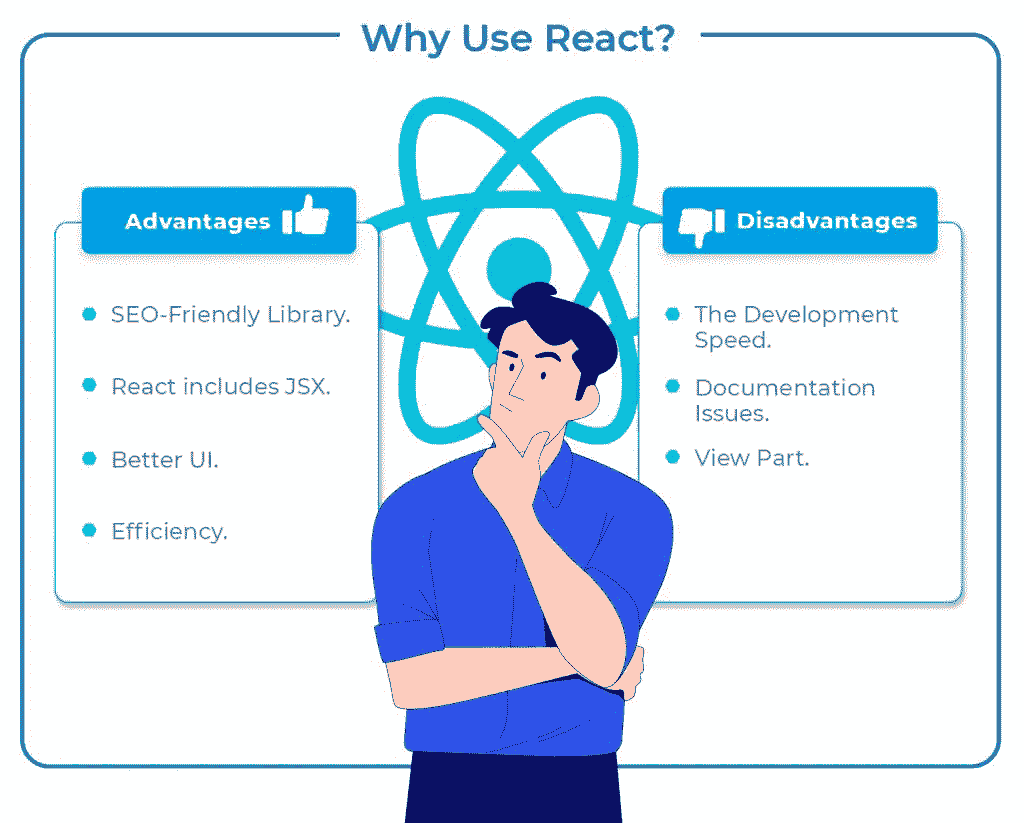 Why Use React?
Advantages
SEO-Friendly Library.
React includes JSX.
Better UI.
Efficiency.
Disadvantages
The Development
Speed.
Documentation
Issues.
View Part.